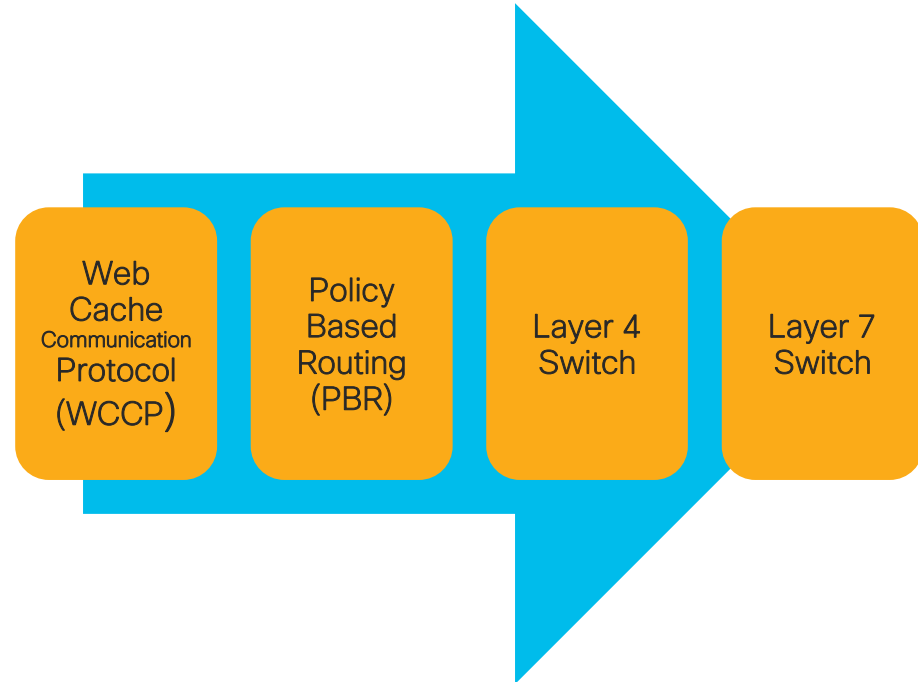 Web
Cache
Communication
Protocol
(WCCP)
Policy
Based
Routing
(PBR)
Layer 4
Switch
Layer 7
Switch